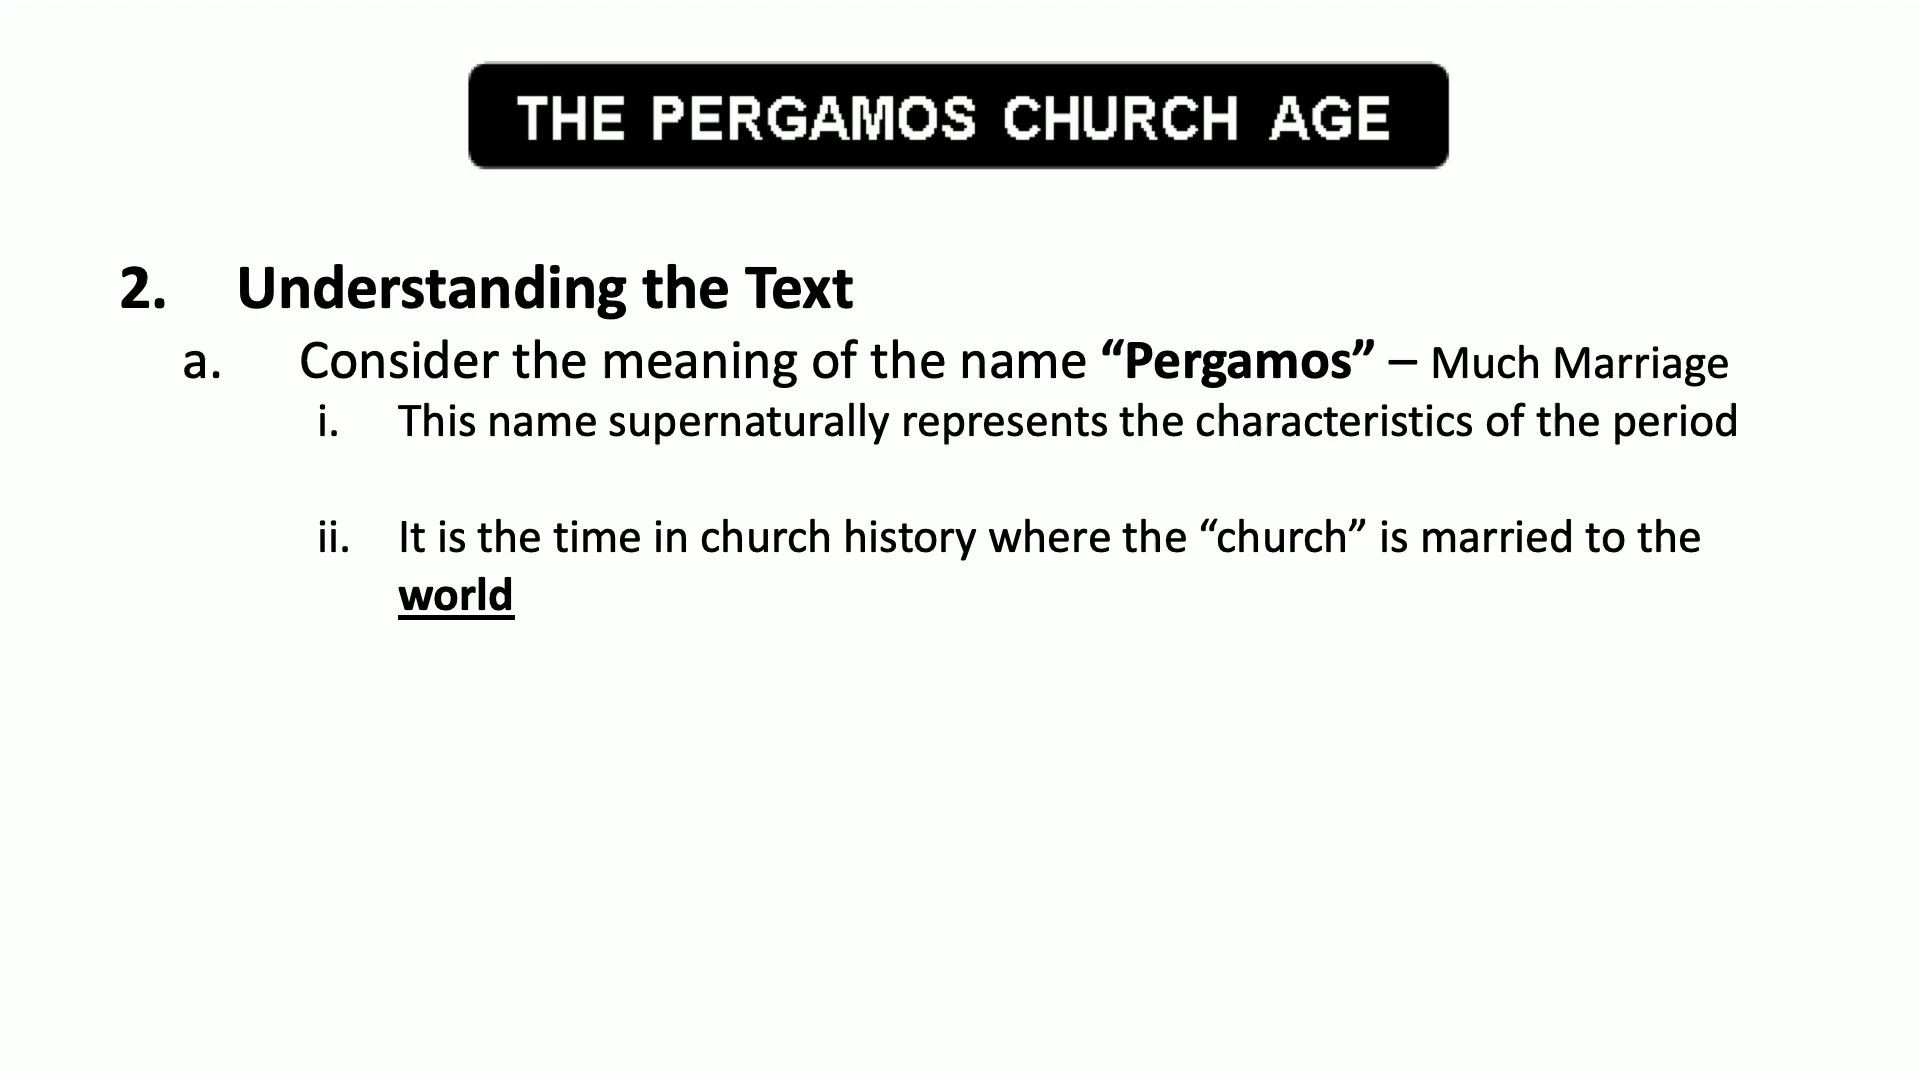 THE PERGAMOS CHURCH AGE
2. Understanding the Text
a. Consider the meaning of the name “Pergamos” – Much Marriage
i. This name supernaturally represents the characteristics of the period
ii. It is the time in church history where the “church” is married to the
world